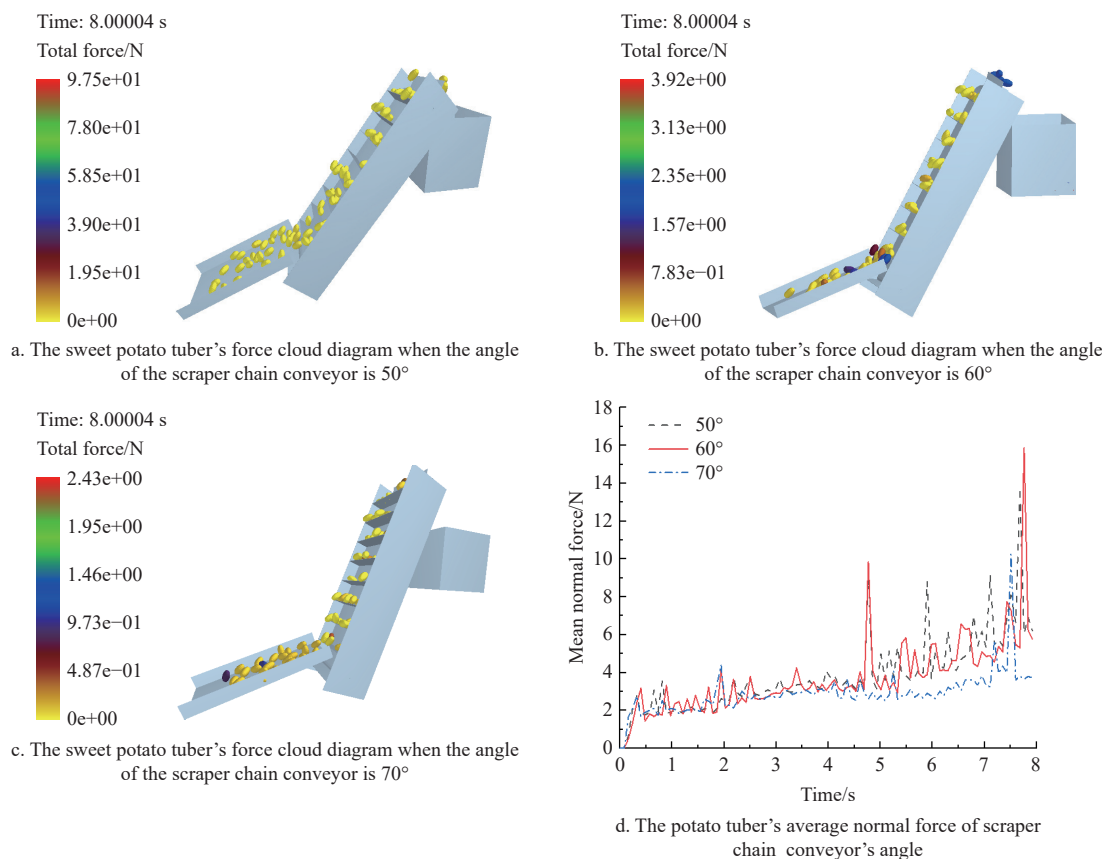 Time: 8.00004 s
Total force/N
9.75e+01
7.80e+01
5.85e+01
3.90e+01
1.95e+01
0e+00
a. The sweet potato tuber's force cloud diagram when the angle
of the scraper chain conveyor is 50°
Time: 8.00004 s
Total force/N
3.92e+00
3.13e+00
2.35e+00
1.57e+00
7.83e−01
0e+00
b. The sweet potato tuber's force cloud diagram when the angle
of the scraper chain conveyor is 60°
Time: 8.00004 s
Total force/N
2.43e+00
1.95e+00
1.46e+00
9.73e−01
4.87e−01
0e+00
c. The sweet potato tuber's force cloud diagram when the angle
of the scraper chain conveyor is 70°
Mean normal force/N
18
16
14
12
10
8
6
4
2
0
50°
60°
70°
0 1 2 3 4 5 6 7 8
Time/s
d. The potato tuber's average normal force of scraper
chain conveyor's angle